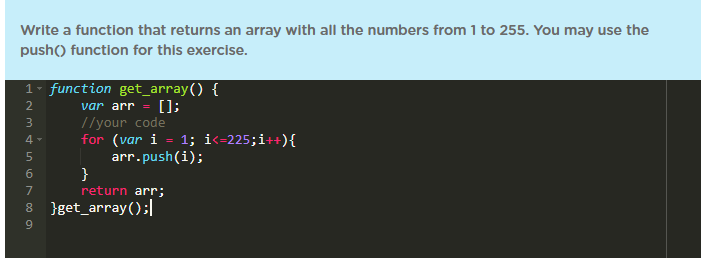 Write a function that returns an array with all the numbers from 1 to 255. You may use the
push() function for this exercise.
1 function get_array() {
2 var arr = [];
3 //your code
4 for (var i = 1; i<=225;i++){
5 arr.push(i);
6 }
7 return arr;
8 }get_array();
9